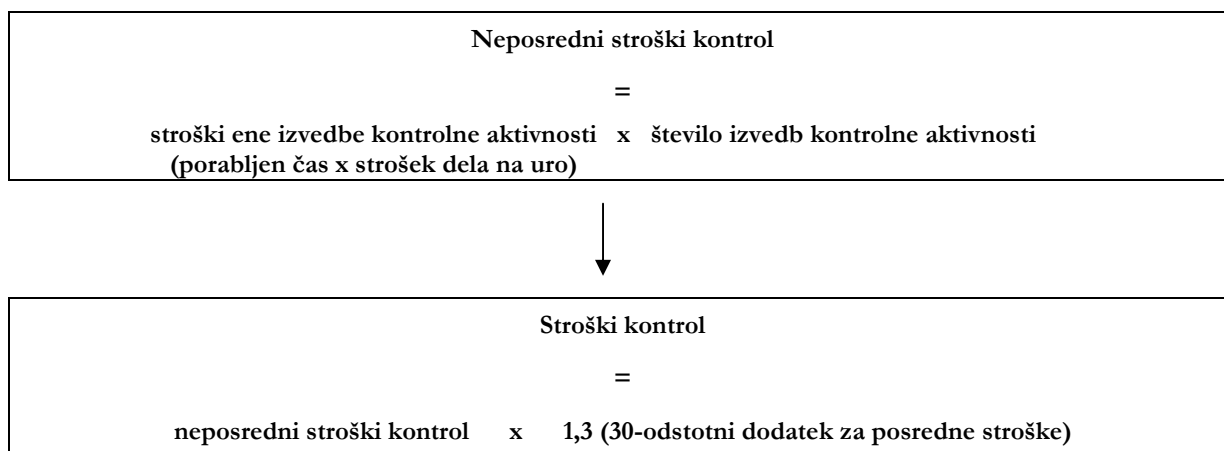 Neposredni stroški kontrol
=
stroški ene izvedbe kontrolne aktivnosti x število izvedb kontrolne aktivnosti
(porabljen čas x strošek dela na uro)
Stroški kontrol
=
neposredni stroški kontrol x 1,3 (30-odstotni dodatek za posredne stroške)